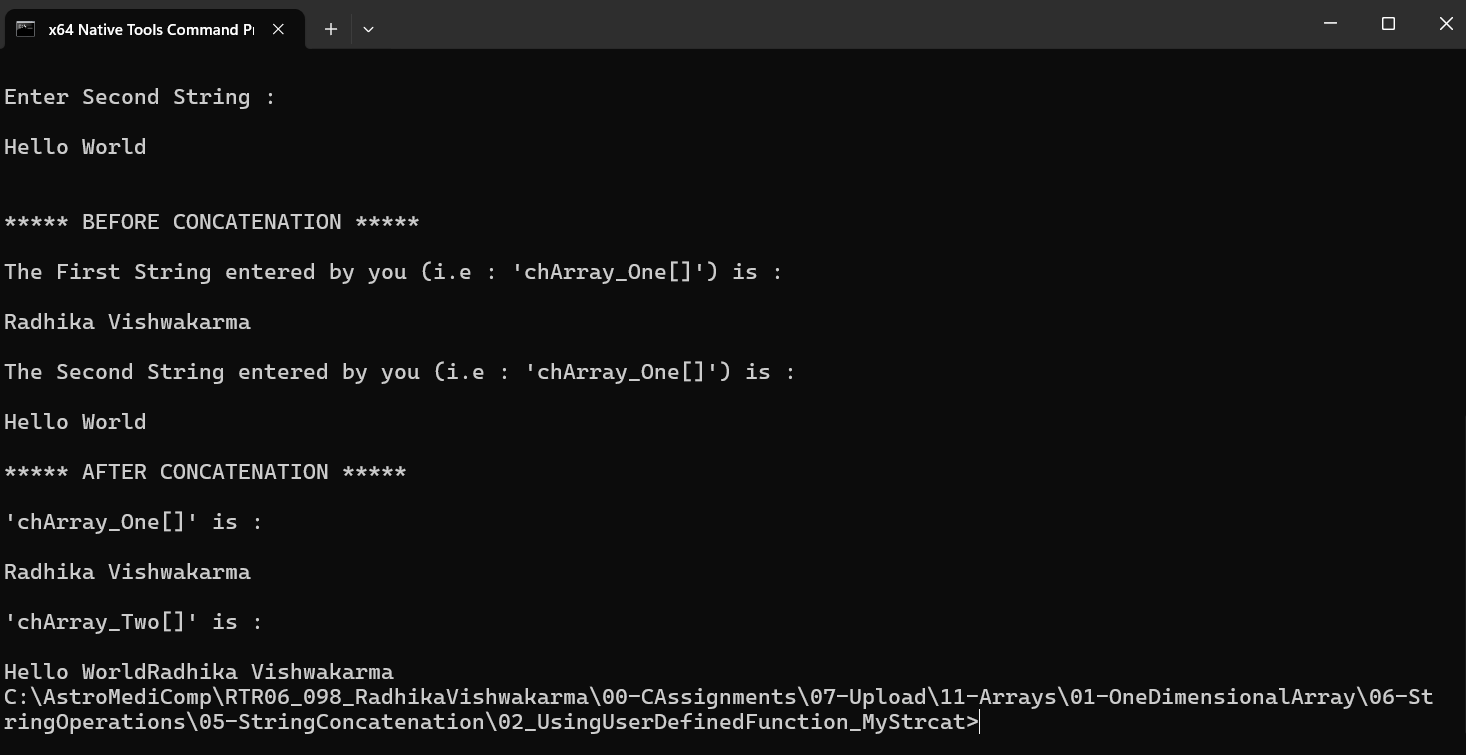 x64 Native Tools Command Pr
Enter Second String :
Hello World
***** BEFORE CONCATENATION *****
The First String entered by you (i.e : 'chArray_One[]') is :
Radhika Vishwakarma
The Second String entered by you (i.e : 'chArray_One[]') is :
Hello World
***** AFTER CONCATENATION *****
'chArray_One[]' is :
Radhika Vishwakarma
'chArray_Two[]' is :
Hello WorldRadhika Vishwakarma
C:\AstroMediComp\RTR06_098_RadhikaVishwakarma\00-CAssignments\07-Upload\11-Arrays\01-OneDimensionalArray\06-St
ringOperations\05-StringConcatenation\02_UsingUserDefinedFunction_MyStrcat>